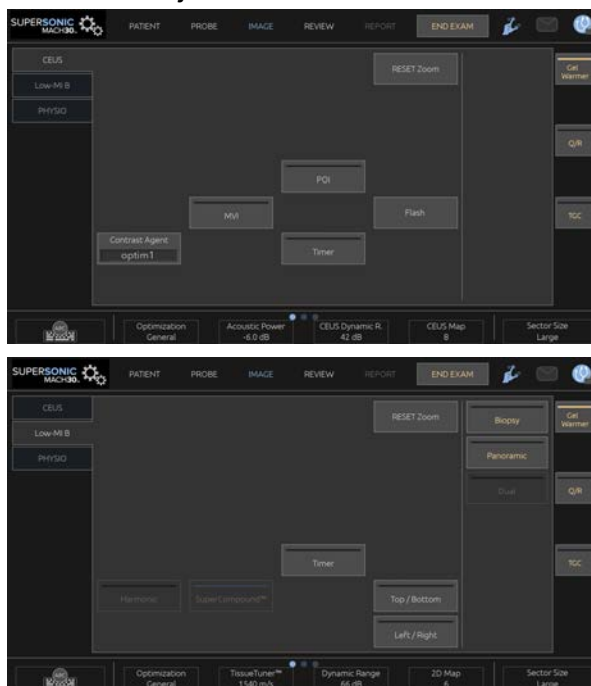 SUPERSONIC
MACH30.
PATIENT PROBE IMAGE REVIEW REPORT END EXAM
CEUS
Low-MI B
PHYSIO
RESET Zoom
Gel
Warmer
Q/R
PQI
MVI
Flash
TGC
Contrast Agent
optim1
Timer
Optimization
General
Acoustic Power
-6.0 dB
CEUS Dynamic R.
42 dB
CEUS Map
8
Sector Size
Large
SUPERSONIC
MACH30.
PATIENT PROBE IMAGE REVIEW REPORT END EXAM
CEUS
Low-MI B
PHYSIO
RESET Zoom
Biopsy
Panoramic
Dual
Gel
Warmer
Q/R
Timer
TGC
Harmonic
SuperCompound™
Top / Bottom
Left / Right
Optimization
General
TissueTuner™
1540 m/s
Dynamic Range
66 dB
2D Map
6
Sector Size
Large